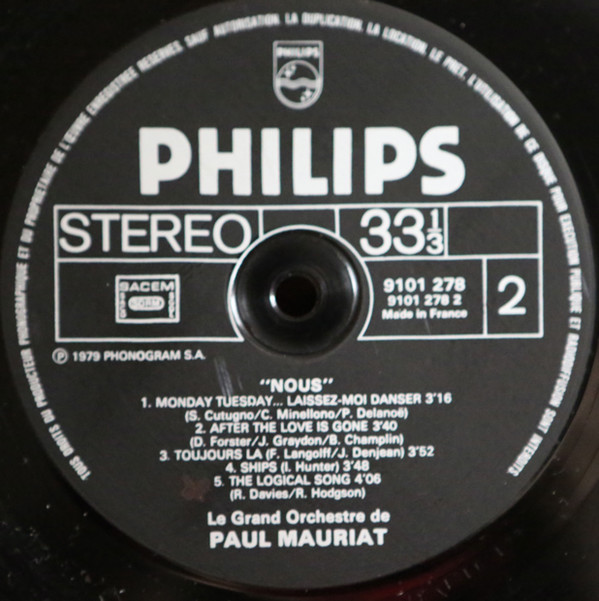 TOUS DROITS DU PRODUCTEUR PHONOGRAPHIQUE ET DU PROPRIETAIRE DE L'ŒUVRE ENREGISTREE RESERVES. SAUF AUTORISATION. LA DUPLICATION, LA LOCATION, LE PRET, L'UTILISATION DE CE DISQUE POUR EXECUTION PUBLIQUE ET RADIODIFFUSION SONT INTERDITS
PHILIPS
PHILIPS
STEREO
33 1/3
SACEM
9101 278
9101 278 2
Made in France
2
Ⓟ 1979 PHONOGRAM S.A.
"NOUS"
1. MONDAY TUESDAY... LAISSEZ-MOI DANSER 3'16
(S. Cutugno/C. Minellono/P. Delanoë)
2. AFTER THE LOVE IS GONE 3'40
(D. Forster/J. Graydon/B. Champlin)
3. TOUJOURS LA (F. Langolff/J. Denjean) 3'52
4. SHIPS (I. Hunter) 3'48
5. THE LOGICAL SONG 4'06
(R. Davies/R. Hodgson)
Le Grand Orchestre de
PAUL MAURIAT